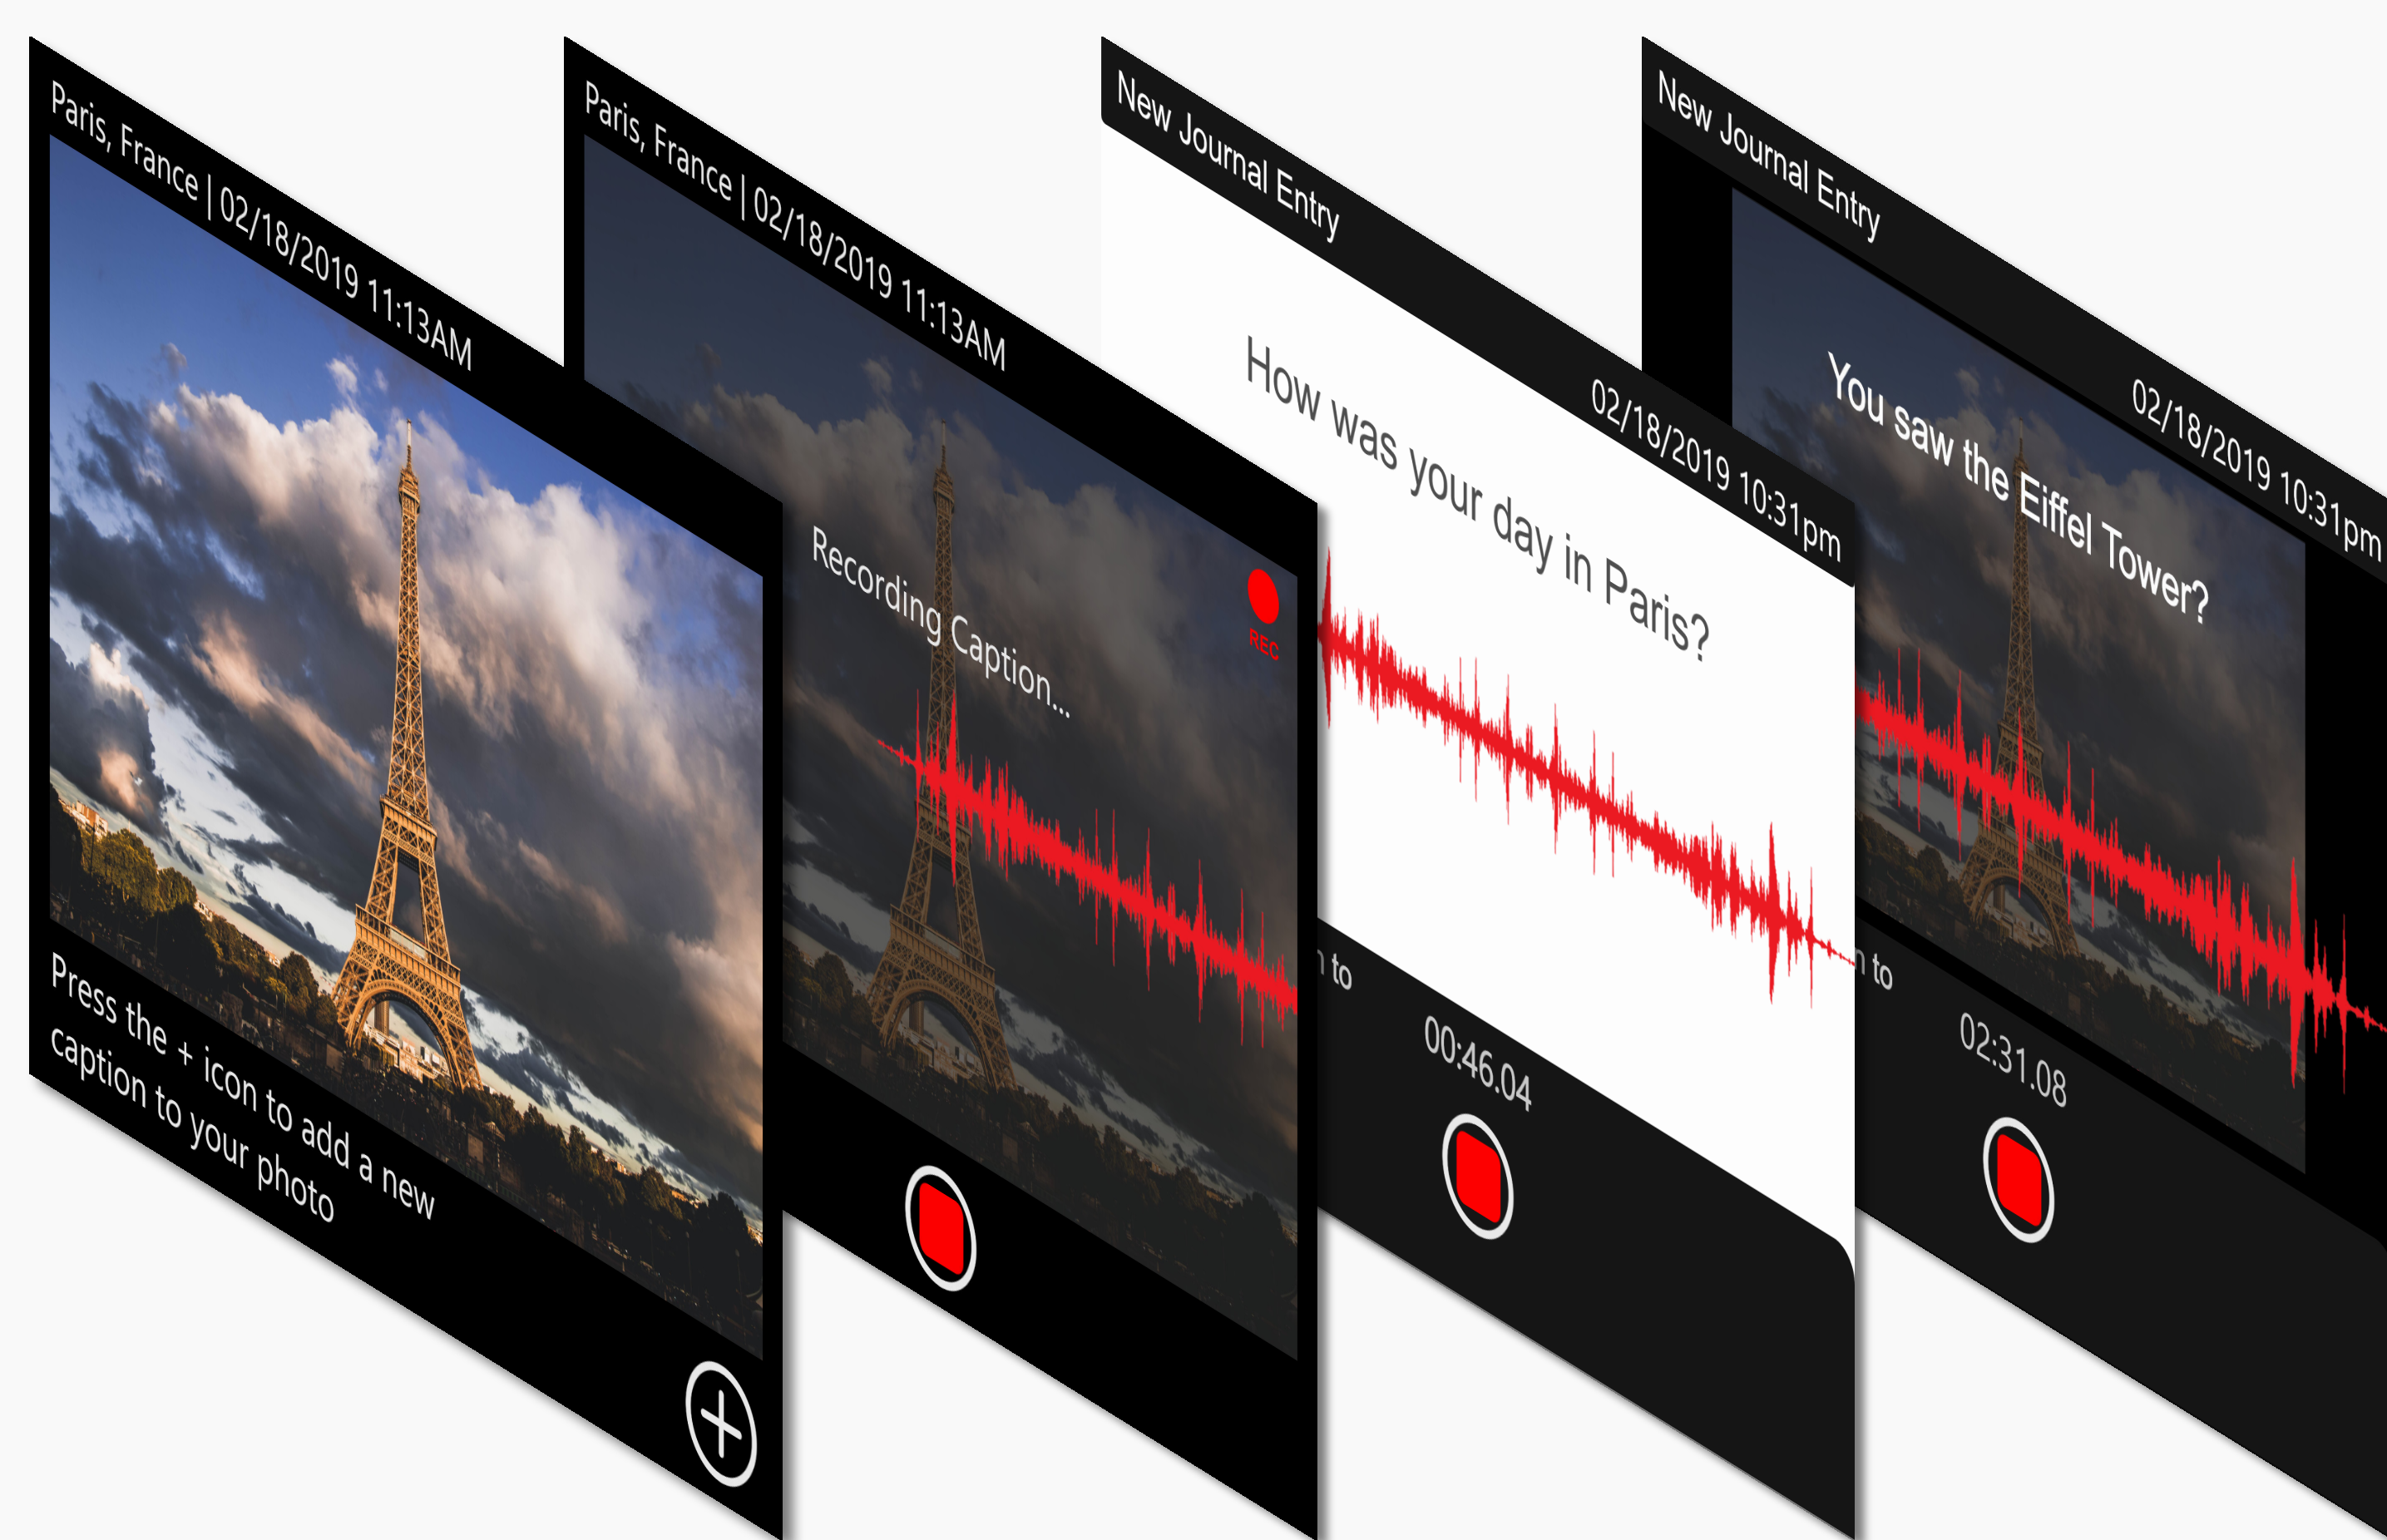 Paris, France | 02/18/2019 11:13AM
Press the + icon to add a new
caption to your photo
Paris, France | 02/18/2019 11:13AM
Recording Caption...
REC
New Journal Entry
02/18/2019 10:31pm
How was your day in Paris?
to
00:46.04
New Journal Entry
02/18/2019 10:31pm
You saw the Eiffel Tower?
to
02:31.08